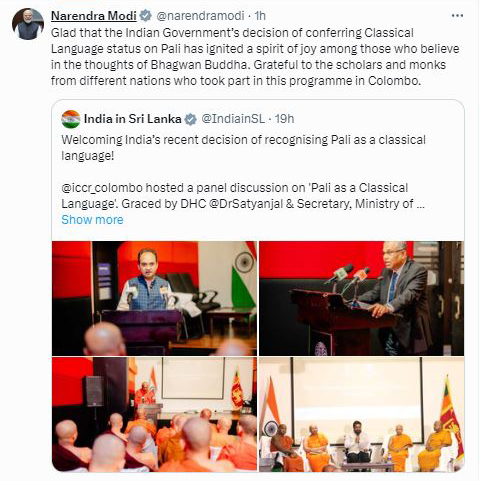 Narendra Modi @narendramodi · 1h
Glad that the Indian Government's decision of conferring Classical
Language status on Pali has ignited a spirit of joy among those who believe
in the thoughts of Bhagwan Buddha. Grateful to the scholars and monks
from different nations who took part in this programme in Colombo.
India in Sri Lanka @IndiainSL · 19h
Welcoming India's recent decision of recognising Pali as a classical
language!
@iccr_colombo hosted a panel discussion on 'Pali as a Classical
Language'. Graced by DHC @DrSatyanjal & Secretary, Ministry of ...
Show more